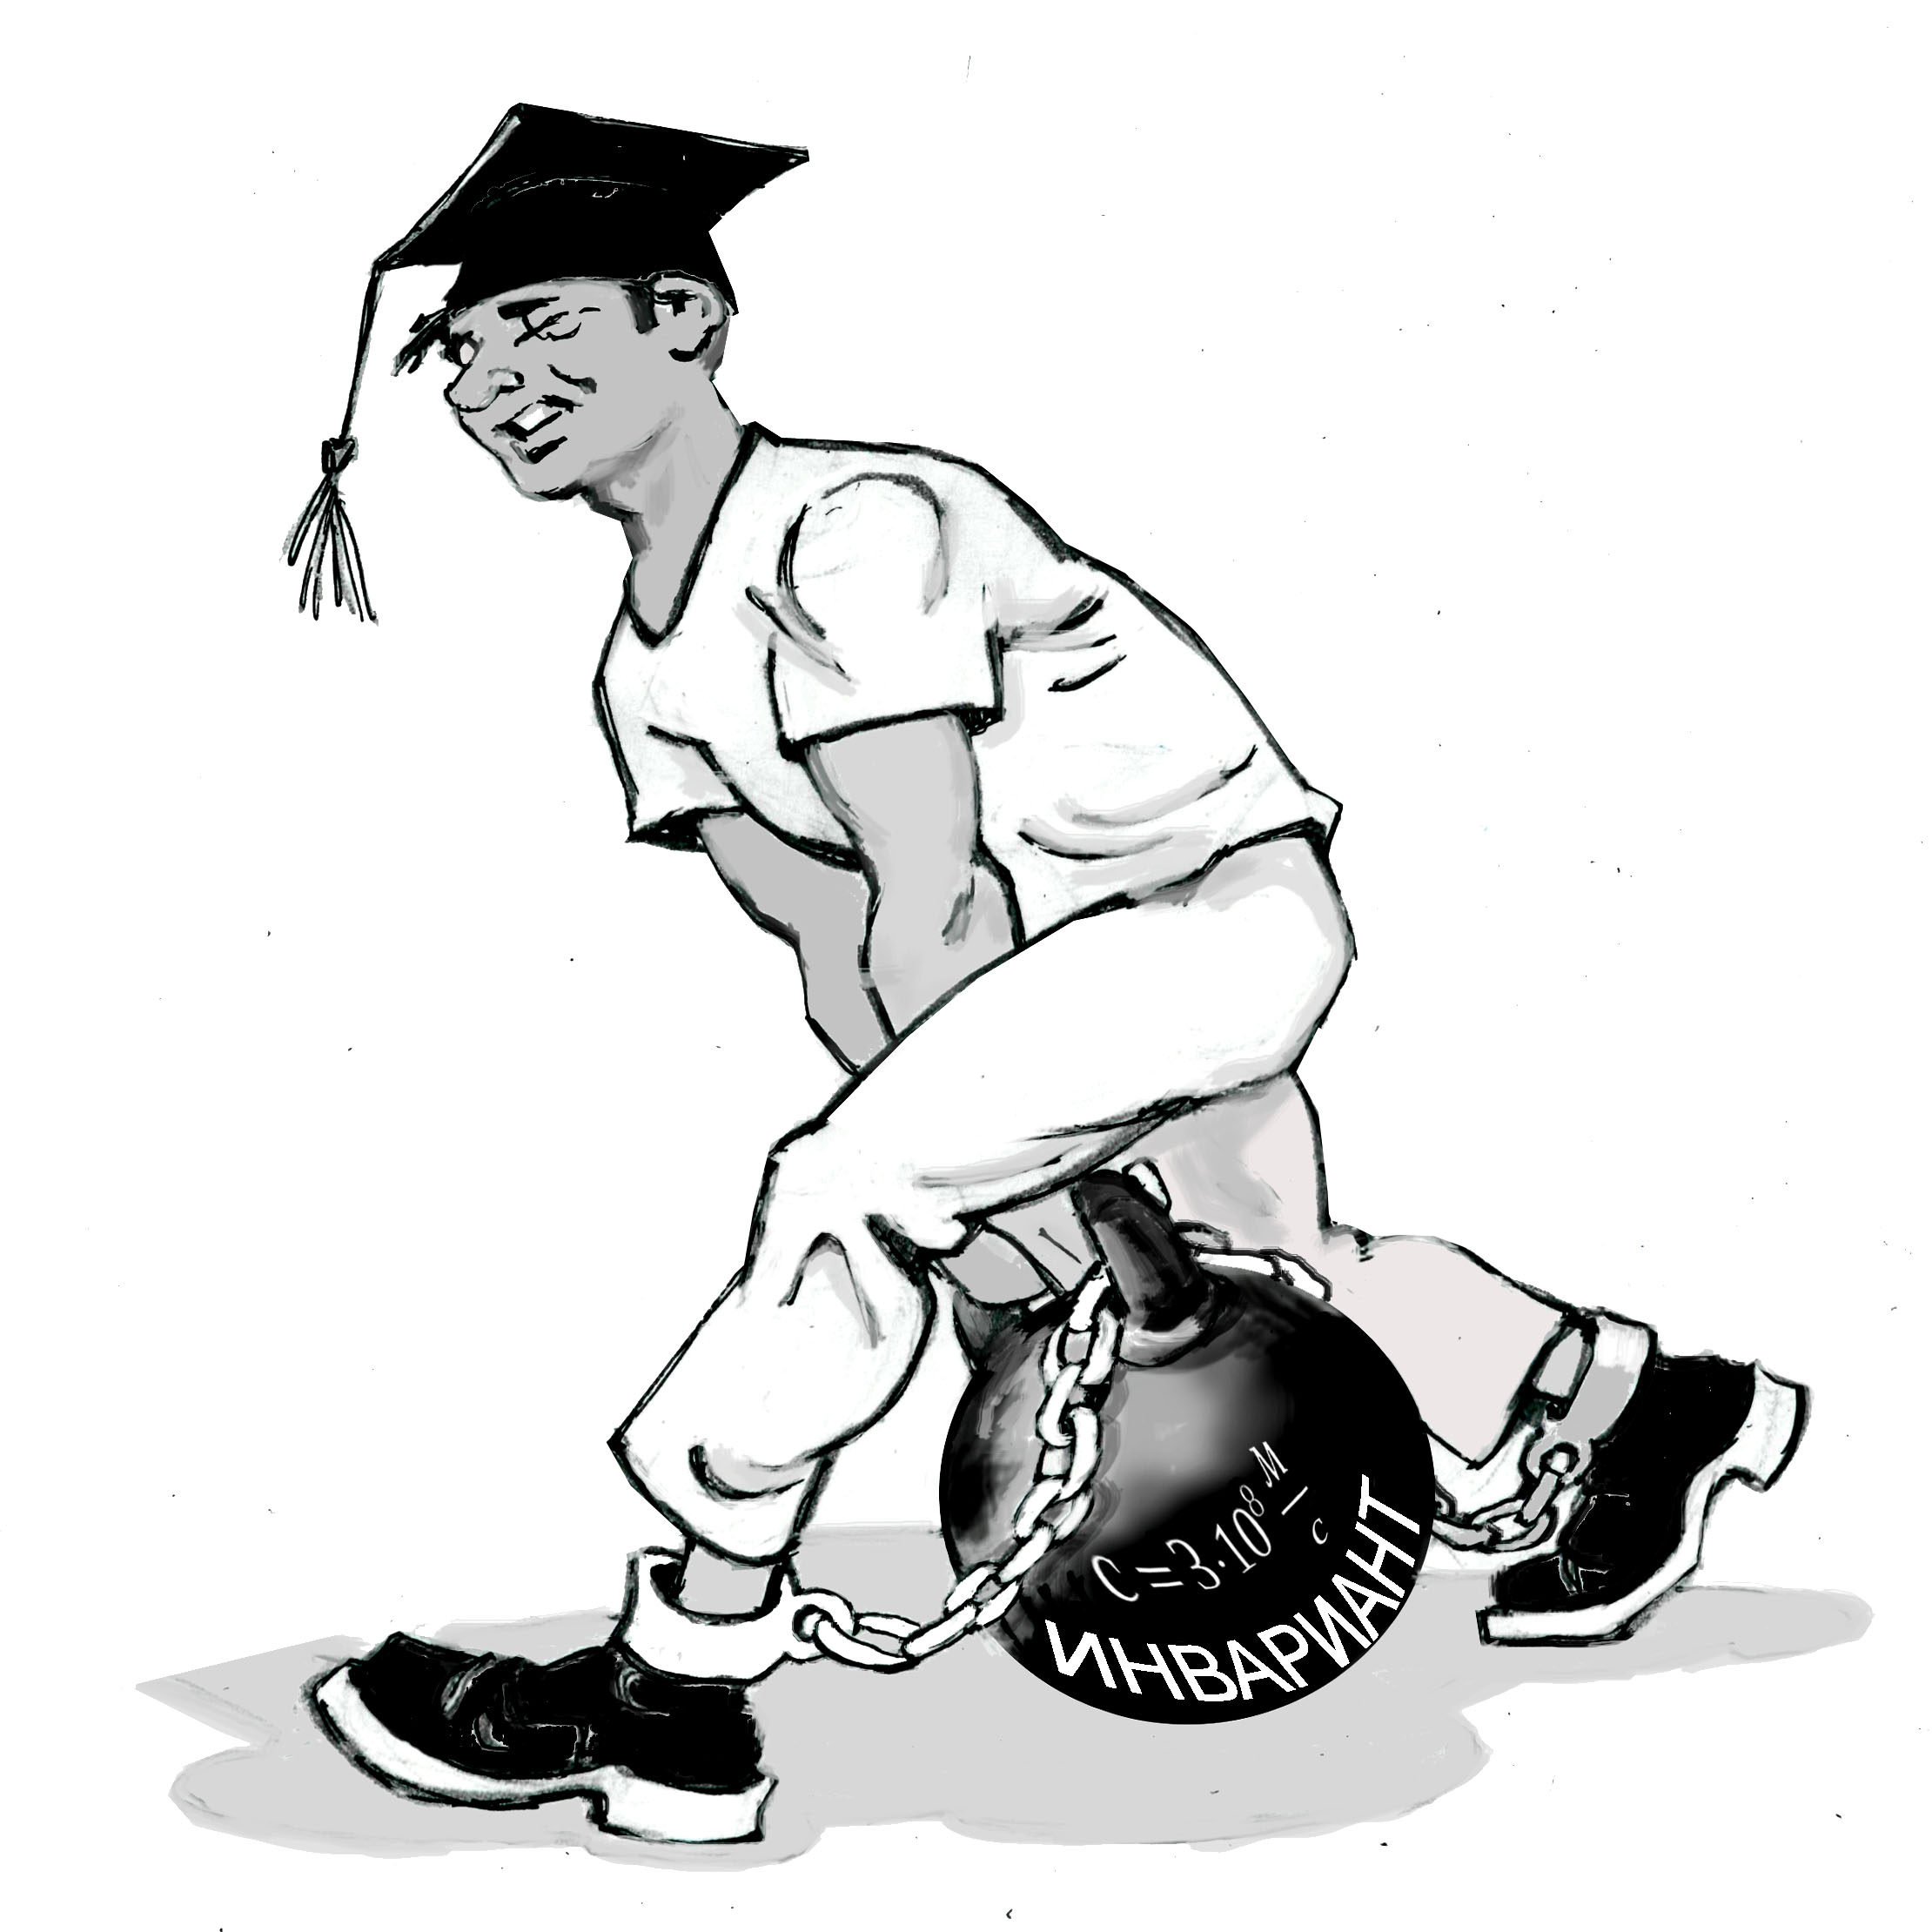 c = 3·10⁸ м/с
ИНВАРИАНТ